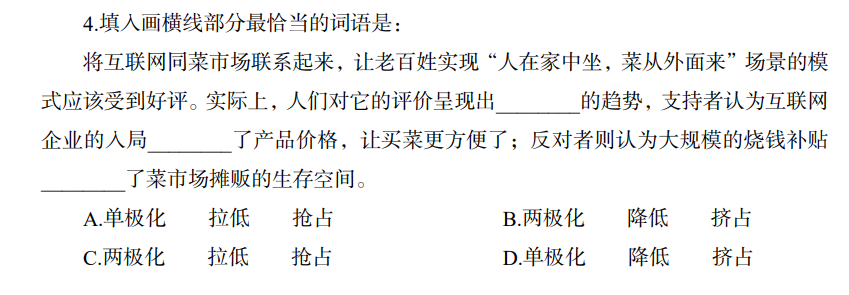 4.填入画横线部分最恰当的词语是：
将互联网同菜市场联系起来，让老百姓实现“人在家中坐，菜从外面来”场景的模
式应该受到好评。实际上，人们对它的评价呈现出________的趋势，支持者认为互联网
企业的入局________了产品价格，让买菜更方便了；反对者则认为大规模的烧钱补贴
________了菜市场摊贩的生存空间。
A.单极化 拉低 抢占 B.两极化 降低 挤占
C.两极化 拉低 抢占 D.单极化 降低 挤占